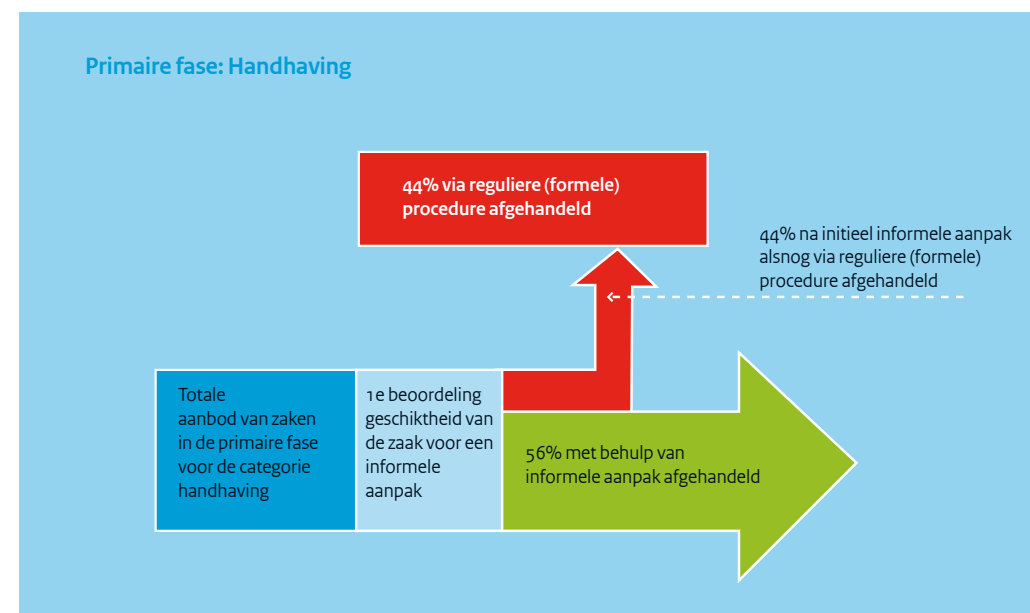 Primaire fase: Handhaving
44% via reguliere (formele)
procedure afgehandeld
44% na initieel informele aanpak
alsnog via reguliere (formele)
procedure afgehandeld
Totale
aanbod van zaken
in de primaire fase
voor de categorie
handhaving
1e beoordeling
geschiktheid van
de zaak voor een
informele
aanpak
56% met behulp van
informele aanpak afgehandeld